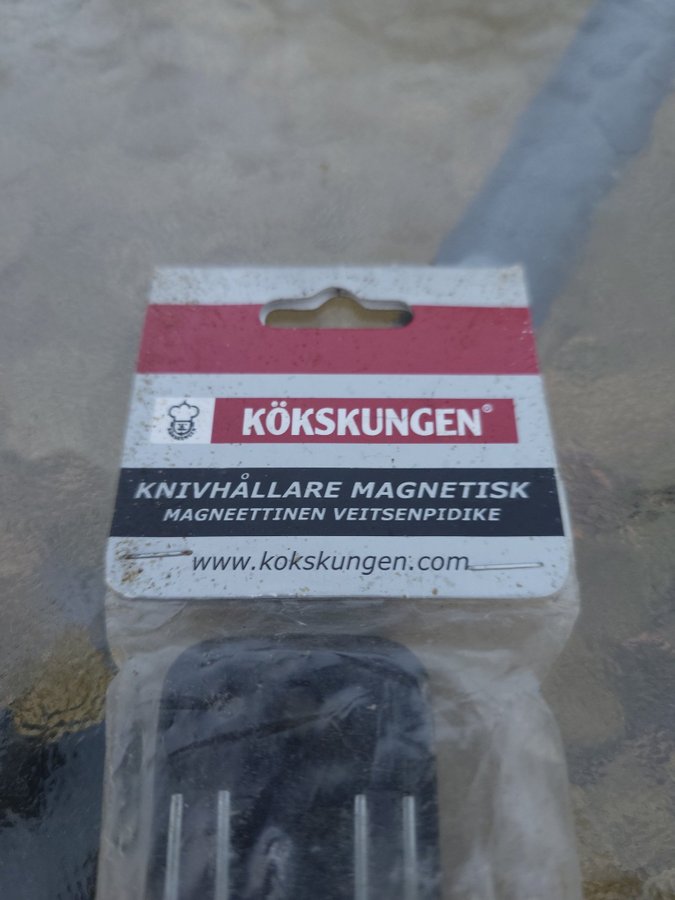 KÖKSKUNGEN®
KNIVHÅLLARE MAGNETISK
MAGNEETTINEN VEITSENPIDIKE
www.kokskungen.com